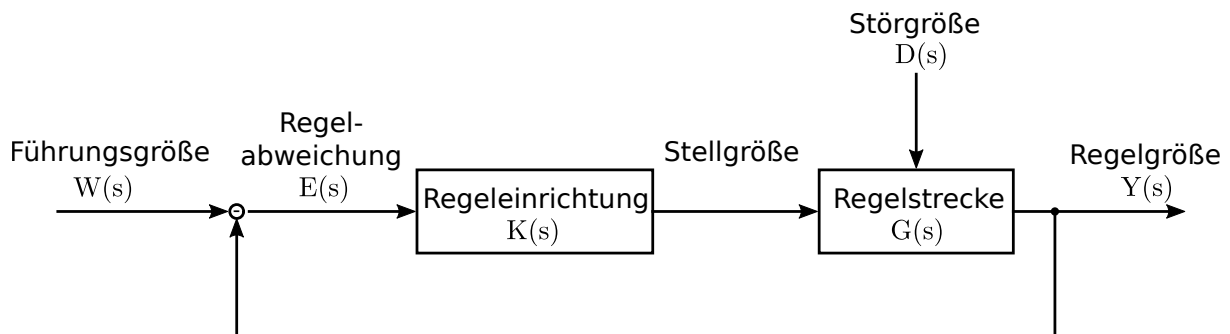 Störgröße
D(s)
Führungsgröße
W(s)
Regel-
abweichung
E(s)
Stellgröße
Regelgröße
Y(s)
-
Regeleinrichtung
K(s)
Regelstrecke
G(s)